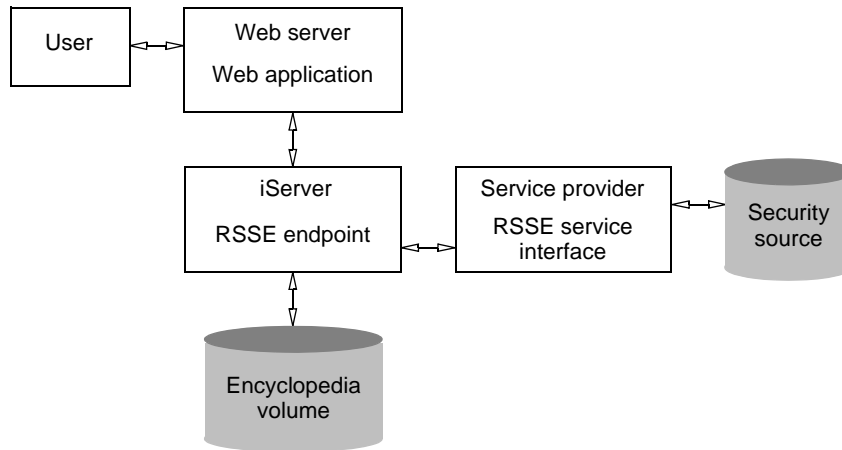 User
Web server
Web application
iServer
RSSE endpoint
Service provider
RSSE service
interface
Security
source
Encyclopedia
volume